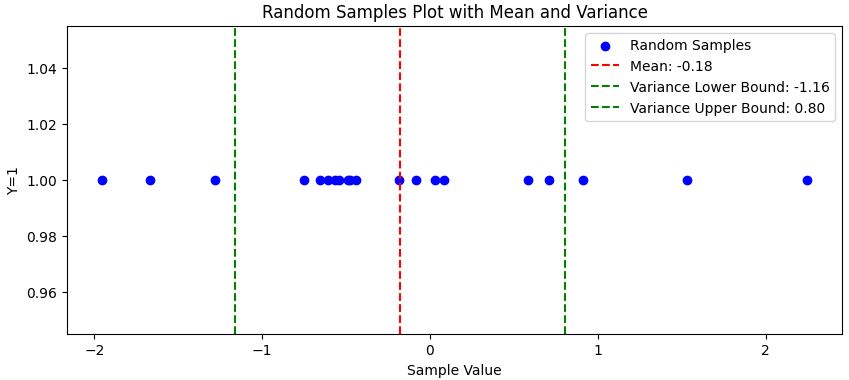 Random Samples Plot with Mean and Variance
Random Samples
Mean: -0.18
Variance Lower Bound: -1.16
Variance Upper Bound: 0.80
1.04
1.02
1.00
0.98
0.96
Y=1
−2
−1
0
1
2
Sample Value